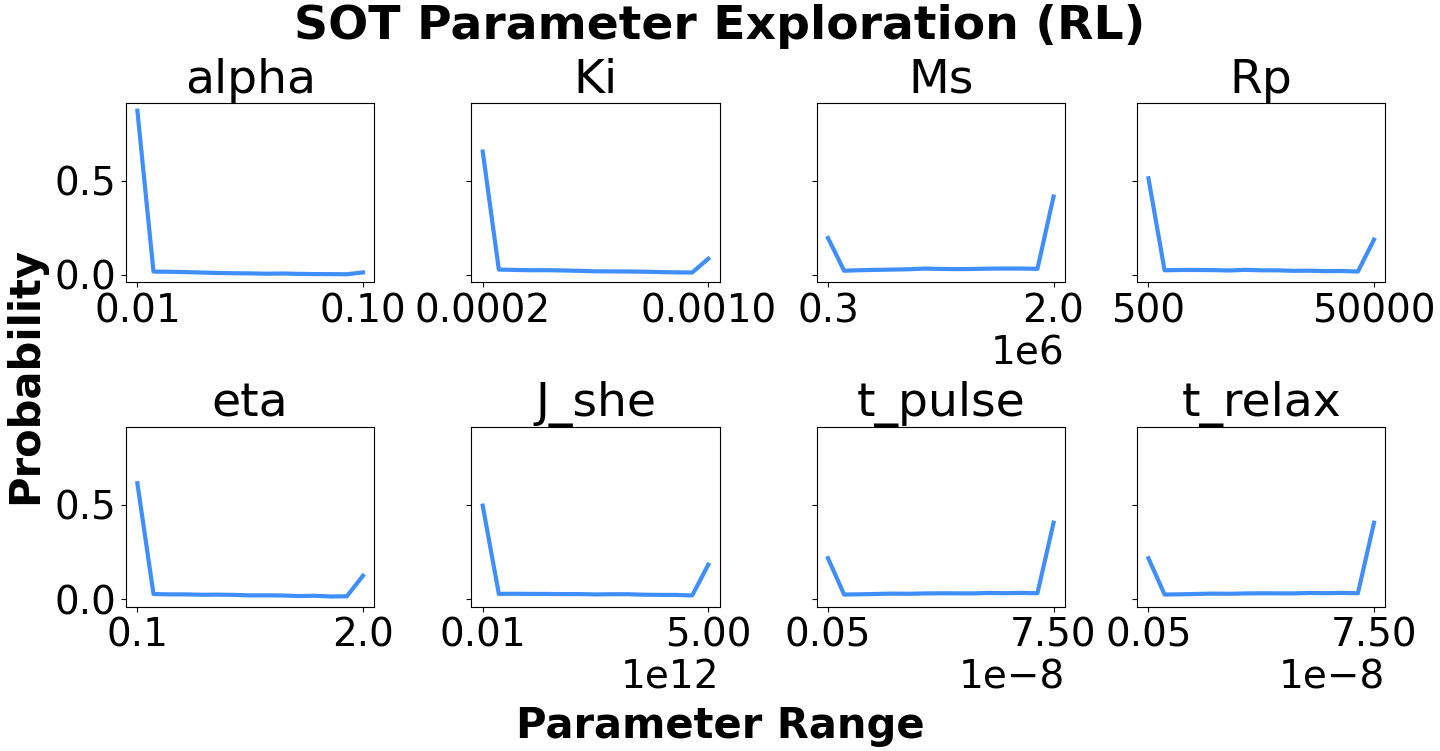 SOT Parameter Exploration (RL)
alpha Ki Ms Rp
0.5
0.0
0.01 0.10 0.0002 0.0010 0.3 2.0 500 50000
1e6
Probability
eta J_she t_pulse t_relax
0.5
0.0
0.1 2.0 0.01 5.00 0.05 7.50 0.05 7.50
1e12 1e−8 1e−8
Parameter Range